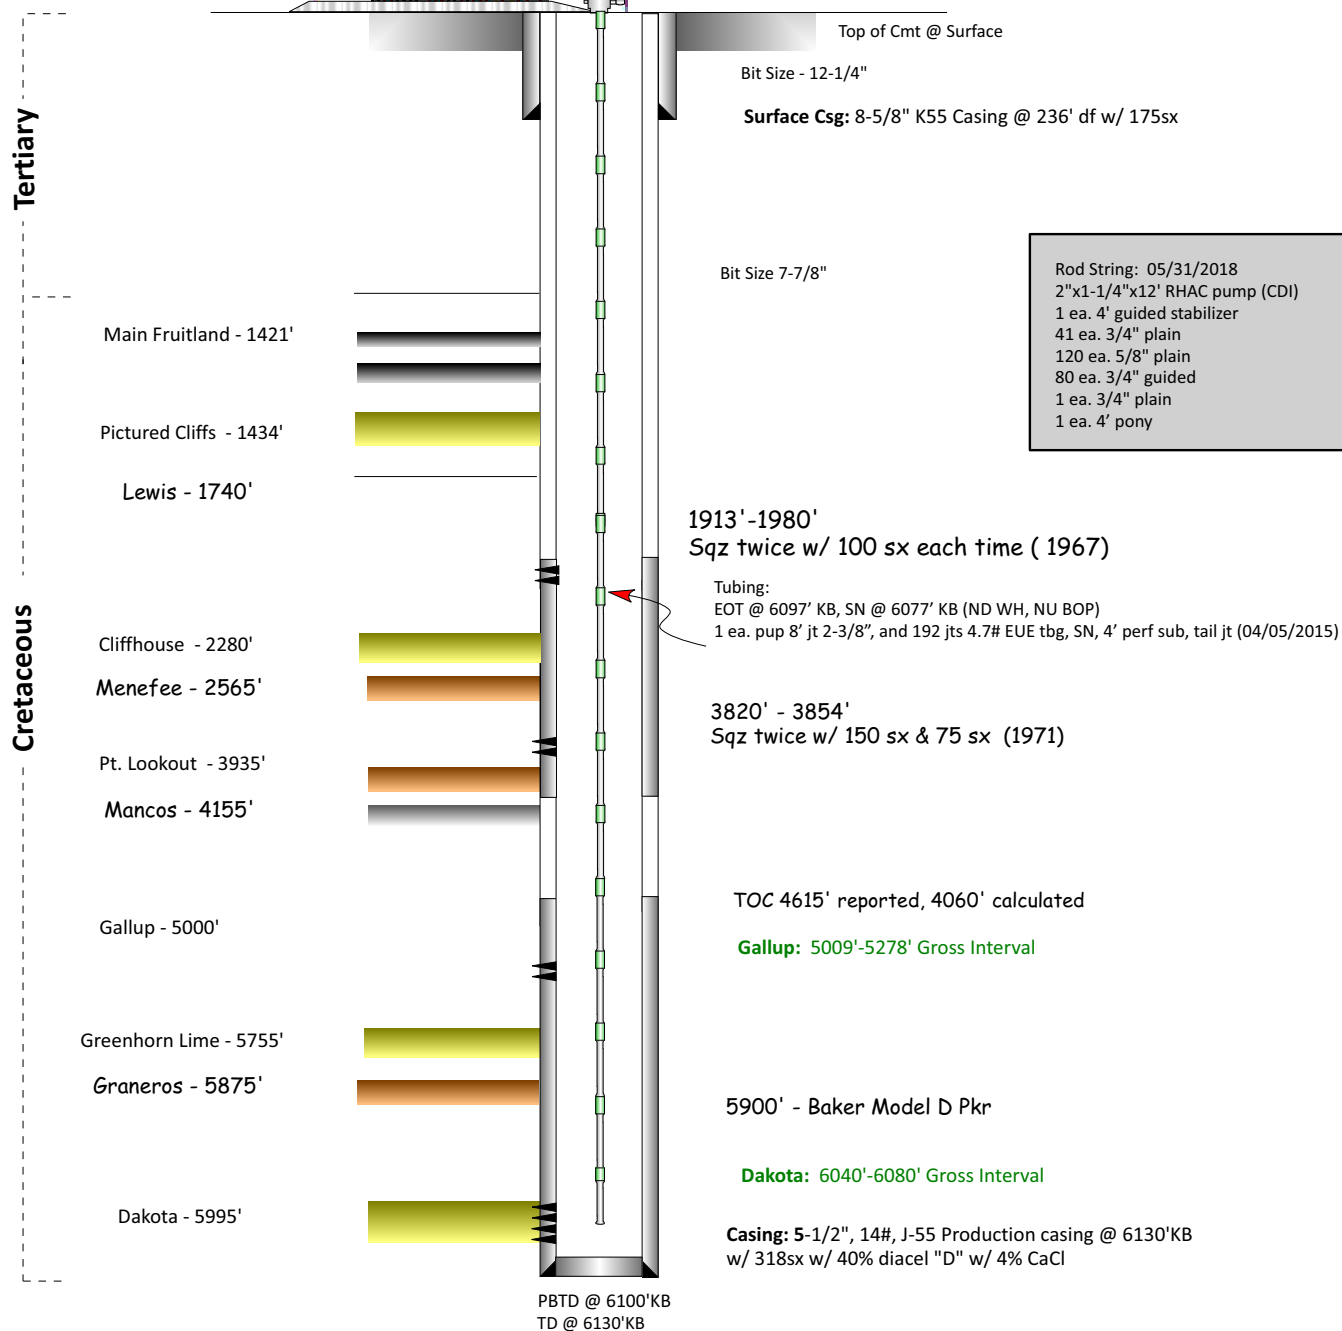 Top of Cmt @ Surface
Bit Size - 12-1/4"
Surface Csg: 8-5/8" K55 Casing @ 236' df w/ 175sx
Tertiary
Bit Size 7-7/8"
Rod String: 05/31/2018
2"x1-1/4"x12' RHAC pump (CDI)
1 ea. 4' guided stabilizer
41 ea. 3/4" plain
120 ea. 5/8" plain
80 ea. 3/4" guided
1 ea. 3/4" plain
1 ea. 4’ pony
Main Fruitland - 1421'
Pictured Cliffs - 1434'
Lewis - 1740'
1913'-1980'
Sqz twice w/ 100 sx each time ( 1967)
Tubing:
EOT @ 6097’ KB, SN @ 6077’ KB (ND WH, NU BOP)
1 ea. pup 8’ jt 2-3/8”, and 192 jts 4.7# EUE tbg, SN, 4’ perf sub, tail jt (04/05/2015)
Cretaceous
Cliffhouse - 2280'
Menefee - 2565'
3820' - 3854'
Sqz twice w/ 150 sx & 75 sx (1971)
Pt. Lookout - 3935'
Mancos - 4155'
TOC 4615' reported, 4060' calculated
Gallup - 5000'
Gallup: 5009'-5278' Gross Interval
Greenhorn Lime - 5755'
Graneros - 5875'
5900' - Baker Model D Pkr
Dakota: 6040'-6080' Gross Interval
Dakota - 5995'
Casing: 5-1/2", 14#, J-55 Production casing @ 6130'KB
w/ 318sx w/ 40% diacel "D" w/ 4% CaCl
PBTD @ 6100'KB
TD @ 6130'KB